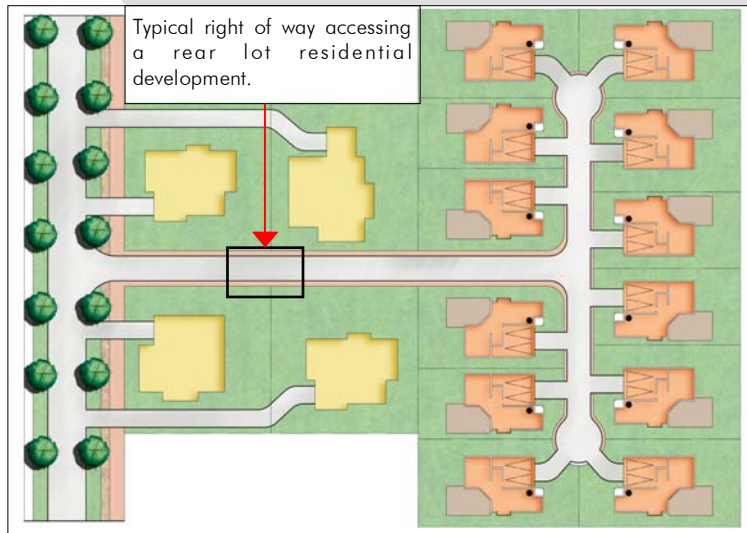 Typical right of way accessing
a rear lot residential
development.